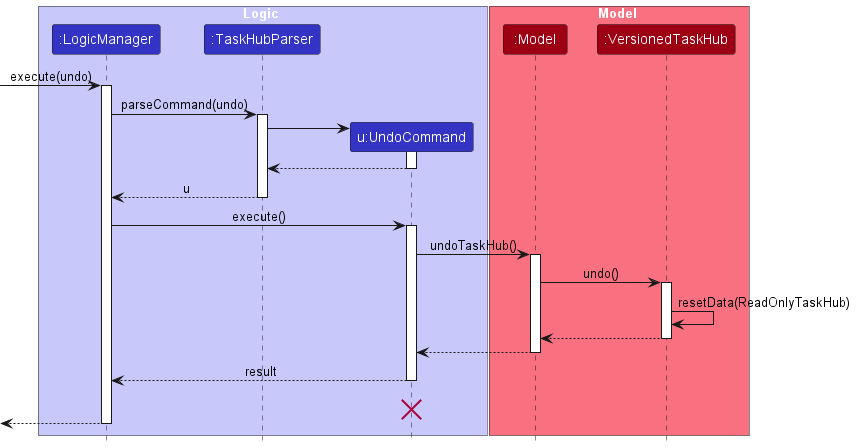 Logic
Model
:LogicManager
:TaskHubParser
:Model
:VersionedTaskHub
execute(undo)
parseCommand(undo)
u:UndoCommand
u
execute()
undoTaskHub()
undo()
resetData(ReadOnlyTaskHub)
result